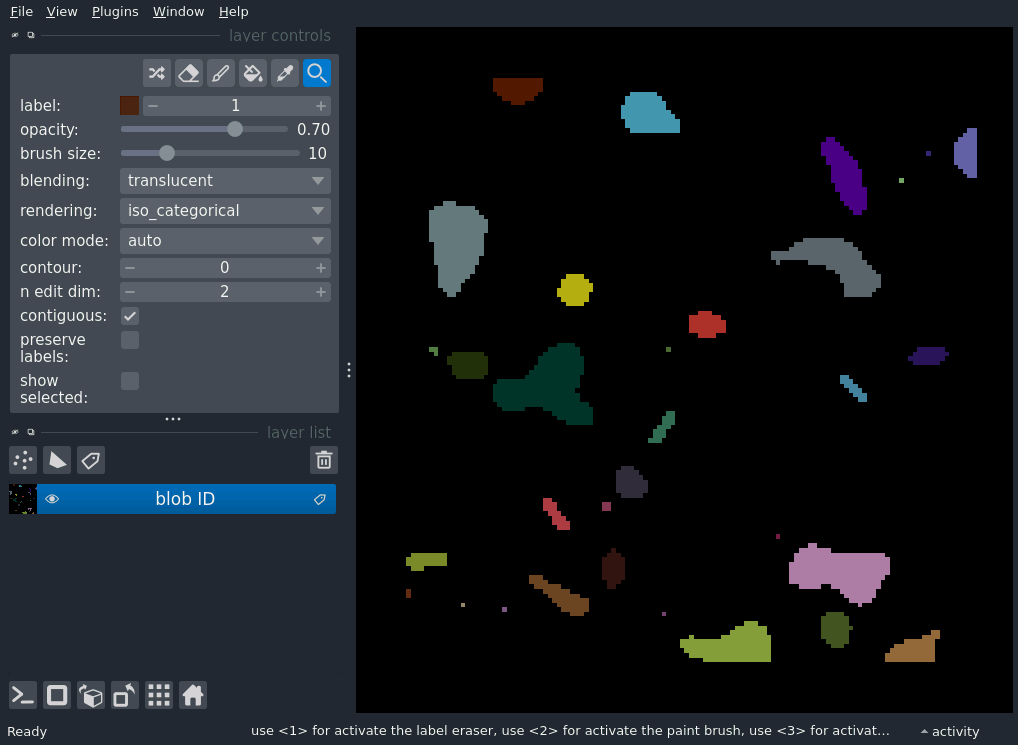 File View Plugins Window Help
layer controls
label: 1
opacity: 0.70
brush size: 10
blending: translucent
rendering: iso_categorical
color mode: auto
contour: 0
n edit dim: 2
contiguous:
preserve
labels:
show
selected:
layer list
blob ID
Ready use <1> for activate the label eraser, use <2> for activate the paint brush, use <3> for activat... activity